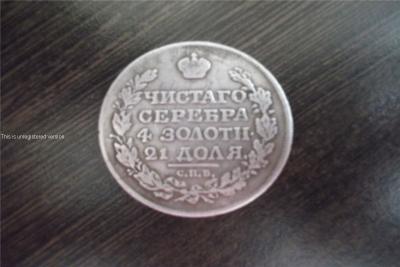 ЧИСТАГО
СЕРЕБРА
4. ЗОЛОТН.
21 ДОЛЯ.
С.П.Б.
This is unregistered version